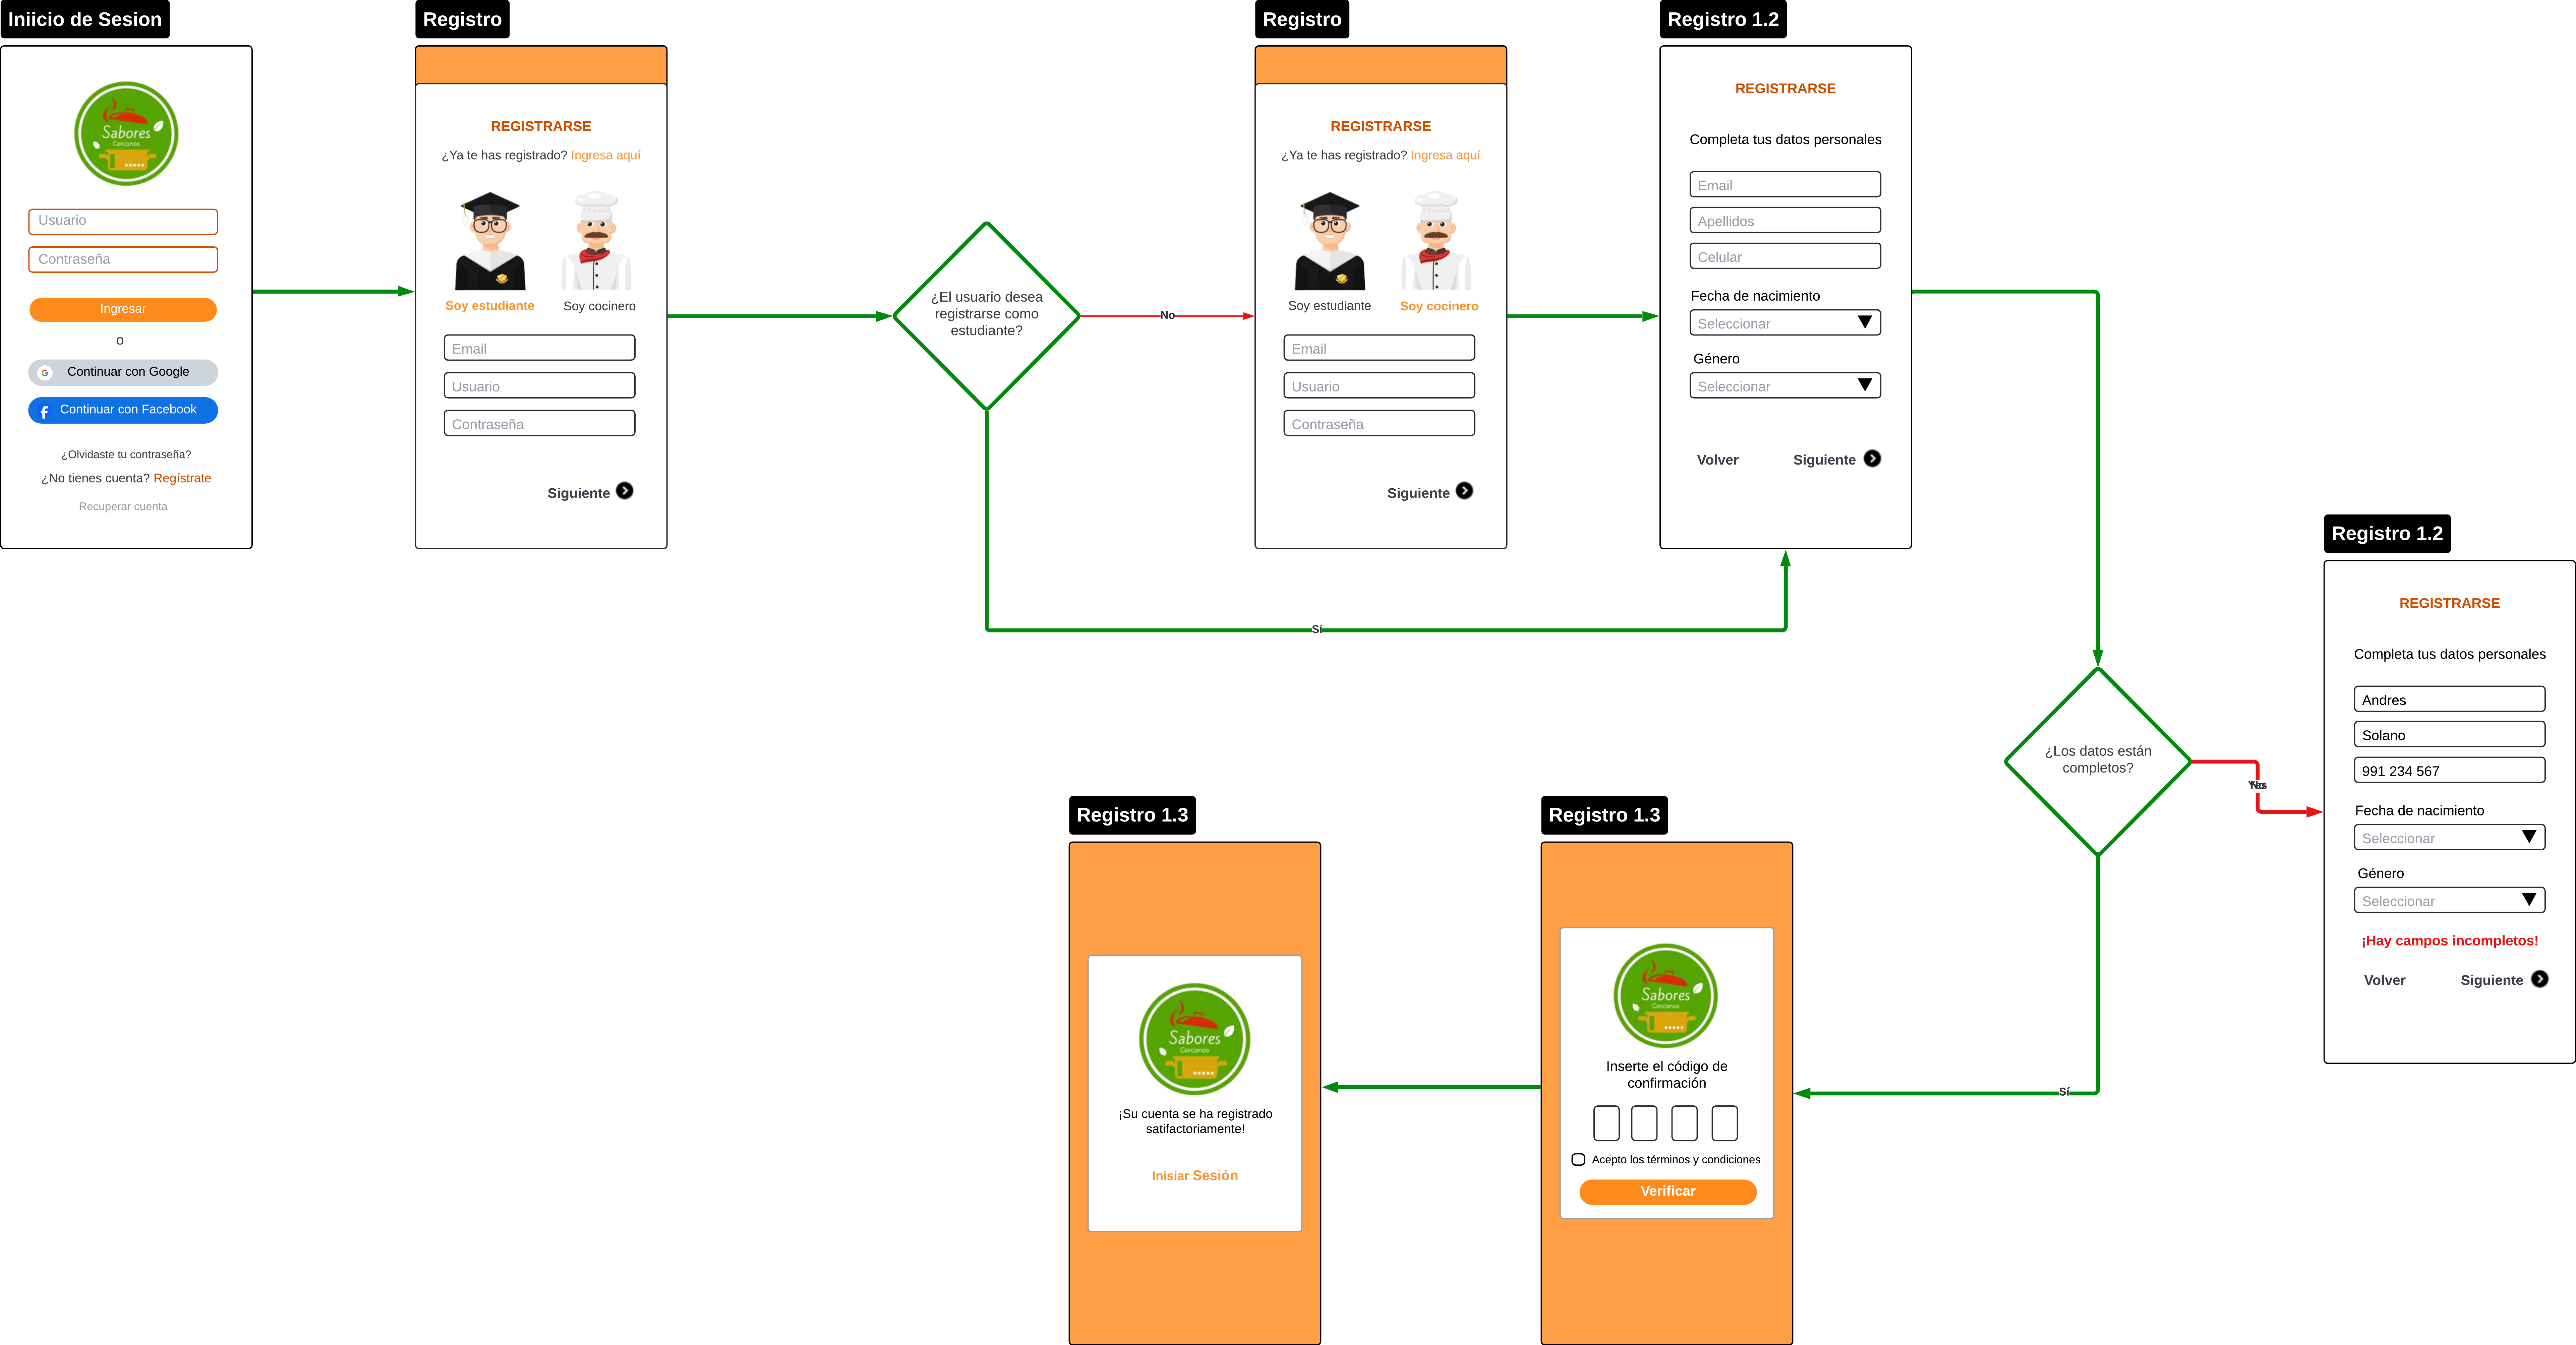 Iniicio de Sesion
Sabores
Cercanos
Usuario
Contraseña
Ingresar
o
Continuar con Google
Continuar con Facebook
¿Olvidaste tu contraseña?
¿No tienes cuenta? Regístrate
Recuperar cuenta
Registro
REGISTRARSE
¿Ya te has registrado? Ingresa aquí
Soy estudiante
Soy cocinero
Email
Usuario
Contraseña
Siguiente
¿El usuario desea
registrarse como
estudiante?
No
Sí
Registro
REGISTRARSE
¿Ya te has registrado? Ingresa aquí
Soy estudiante
Soy cocinero
Email
Usuario
Contraseña
Siguiente
Registro 1.2
REGISTRARSE
Completa tus datos personales
Email
Apellidos
Celular
Fecha de nacimiento
Seleccionar
Género
Seleccionar
Volver
Siguiente
¿Los datos están
completos?
Sí
Registro 1.2
REGISTRARSE
Completa tus datos personales
Andres
Solano
991 234 567
Fecha de nacimiento
Seleccionar
Género
Seleccionar
¡Hay campos incompletos!
Volver
Siguiente
Registro 1.3
Sabores
Cercanos
Inserte el código de
confirmación
Acepto los términos y condiciones
Verificar
Registro 1.3
Sabores
Cercanos
¡Su cuenta se ha registrado
satifactoriamente!
Inisiar Sesión